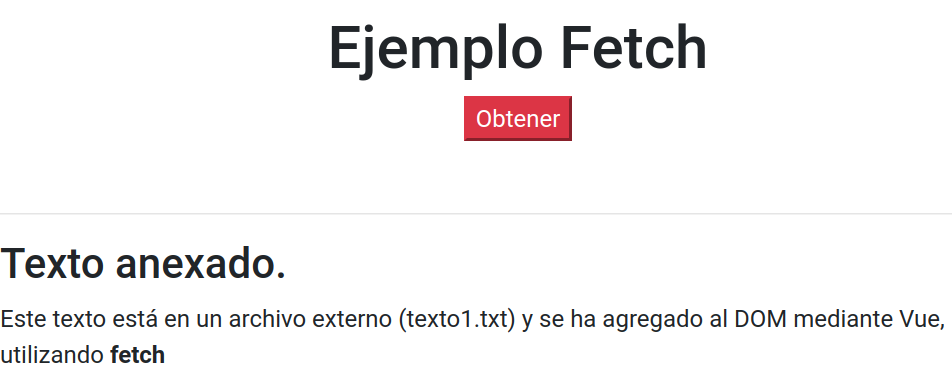 Ejemplo Fetch
Obtener
Texto anexado.
Este texto está en un archivo externo (texto1.txt) y se ha agregado al DOM mediante Vue,
utilizando fetch